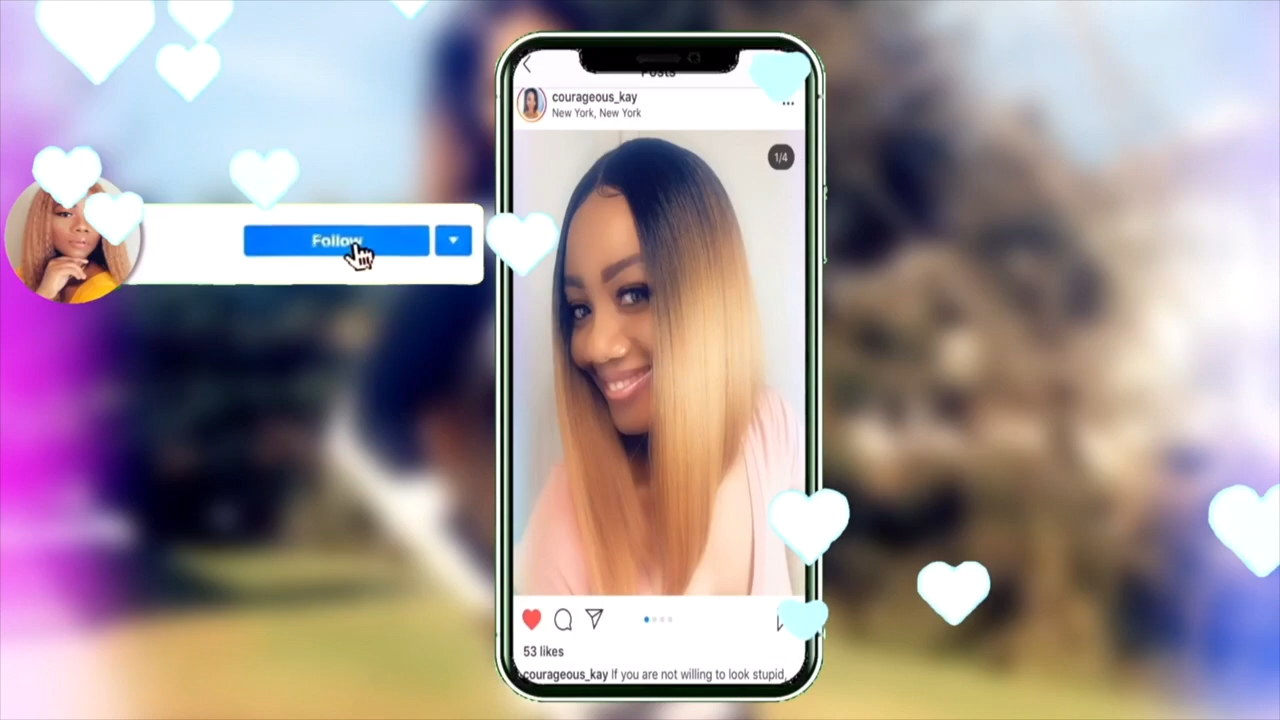 Posts
courageous_kay
New York, New York
1/4
Follow
53 likes
courageous_kay If you are not willing to look stupid,